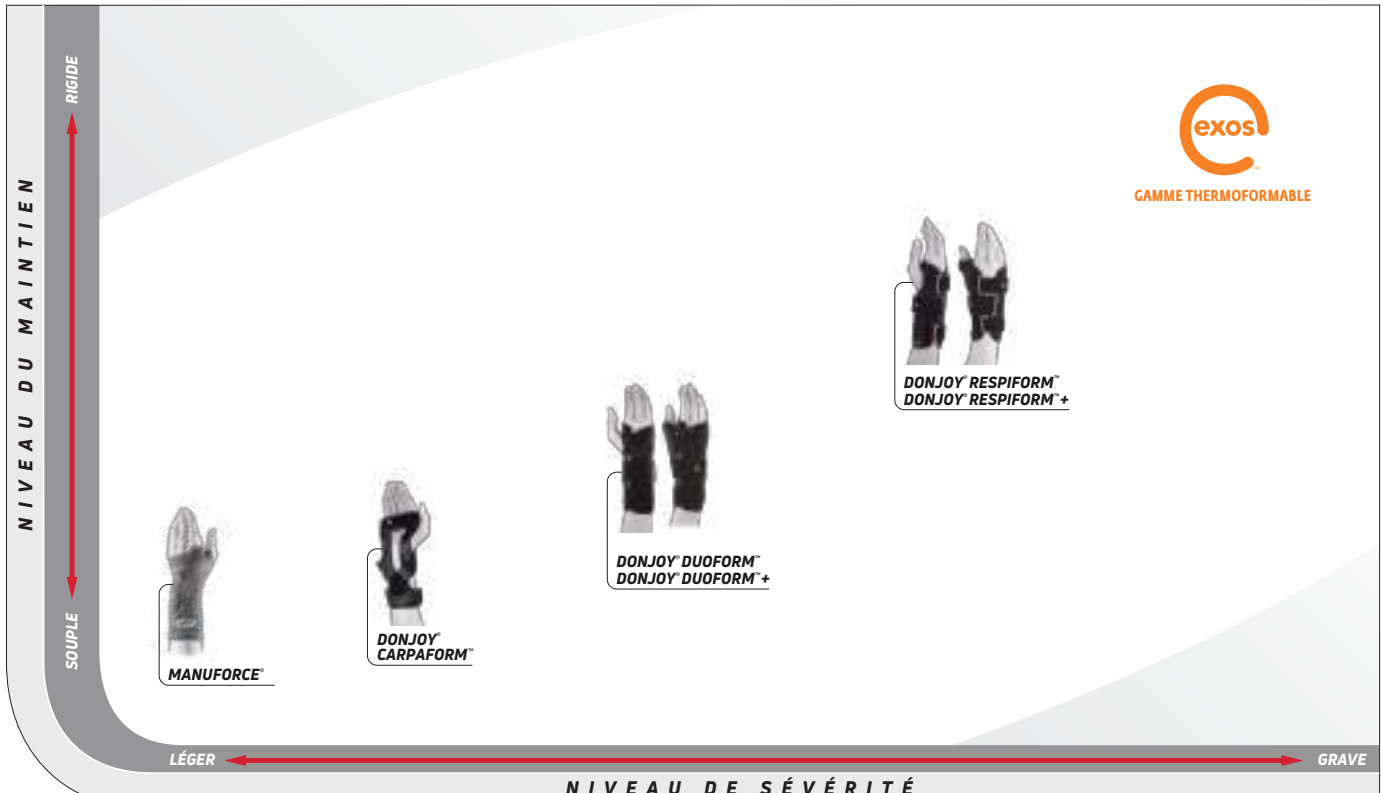 NIVEAU DU MAINTIEN
RIGIDE
SOUPLE
exos™
GAMME THERMOFORMABLE
DONJOY® RESPIFORM™
DONJOY® RESPIFORM™+
DONJOY® DUOFORM™
DONJOY® DUOFORM™+
DONJOY®
CARPAFORM™
MANUFORCE®
LÉGER
GRAVE
NIVEAU DE SÉVÉRITÉ